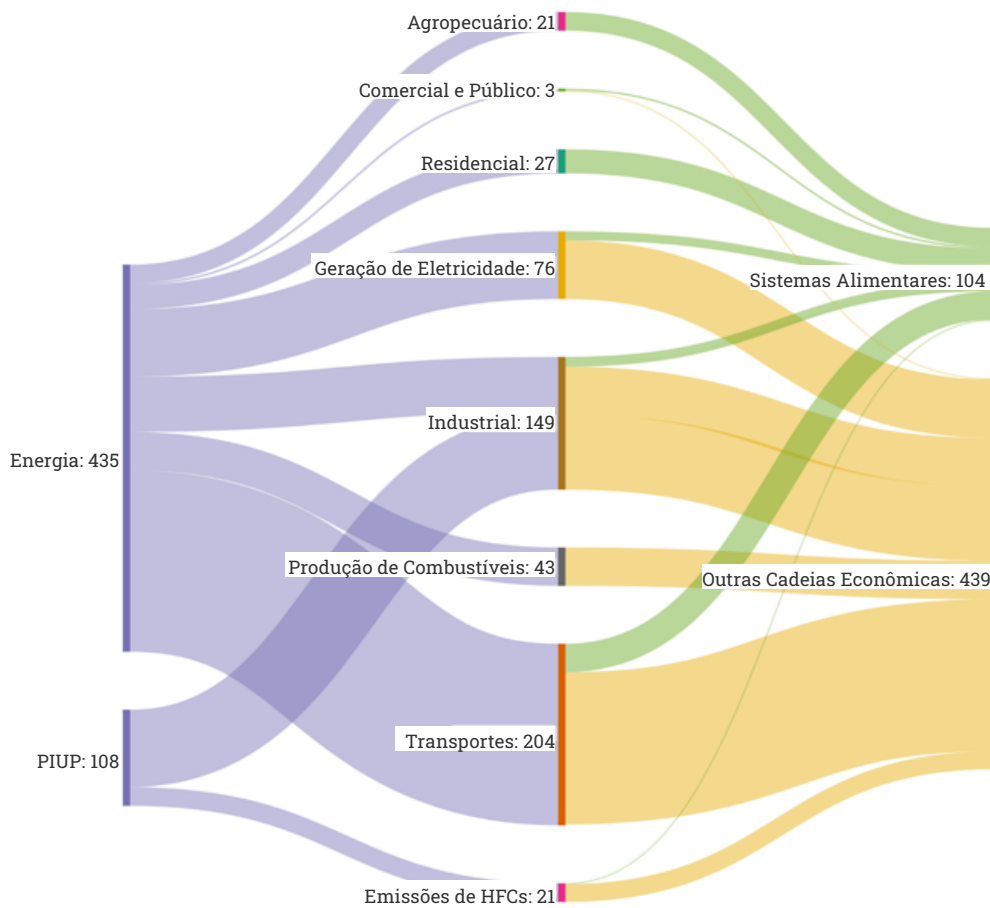 Agropecuário: 21
Comercial e Público: 3
Residencial: 27
Geração de Eletricidade: 76
Sistemas Alimentares: 104
Industrial: 149
Energia: 435
Produção de Combustíveis: 43
Outras Cadeias Econômicas: 439
Transportes: 204
PIUP: 108
Emissões de HFCs: 21